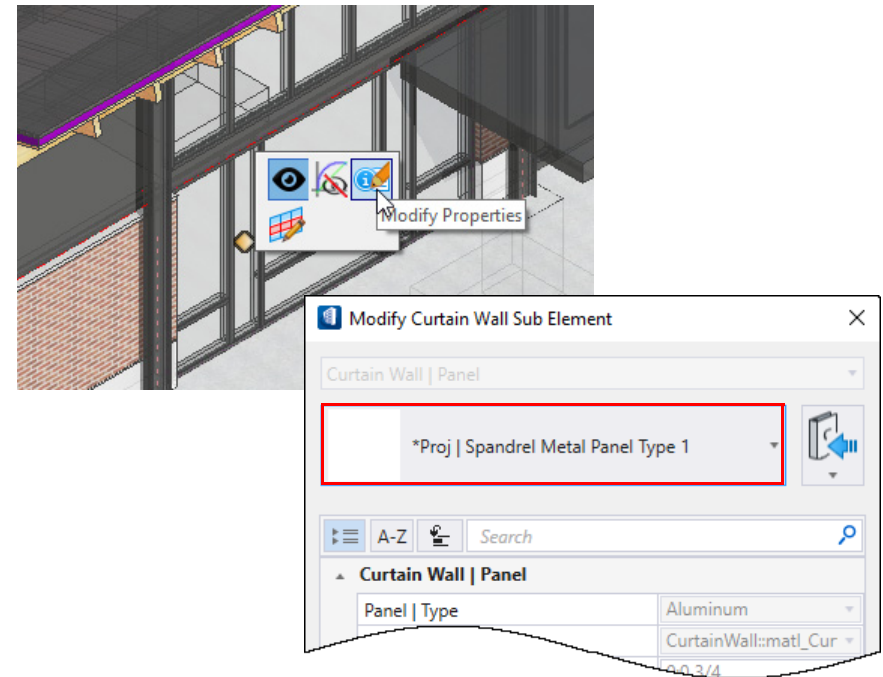 Modify Properties
Modify Curtain Wall Sub Element
Curtain Wall | Panel
*Proj | Spandrel Metal Panel Type 1
A-Z
Search
Curtain Wall | Panel
Panel | Type
Aluminum
CurtainWall::matl_Cur
0:0 3/4